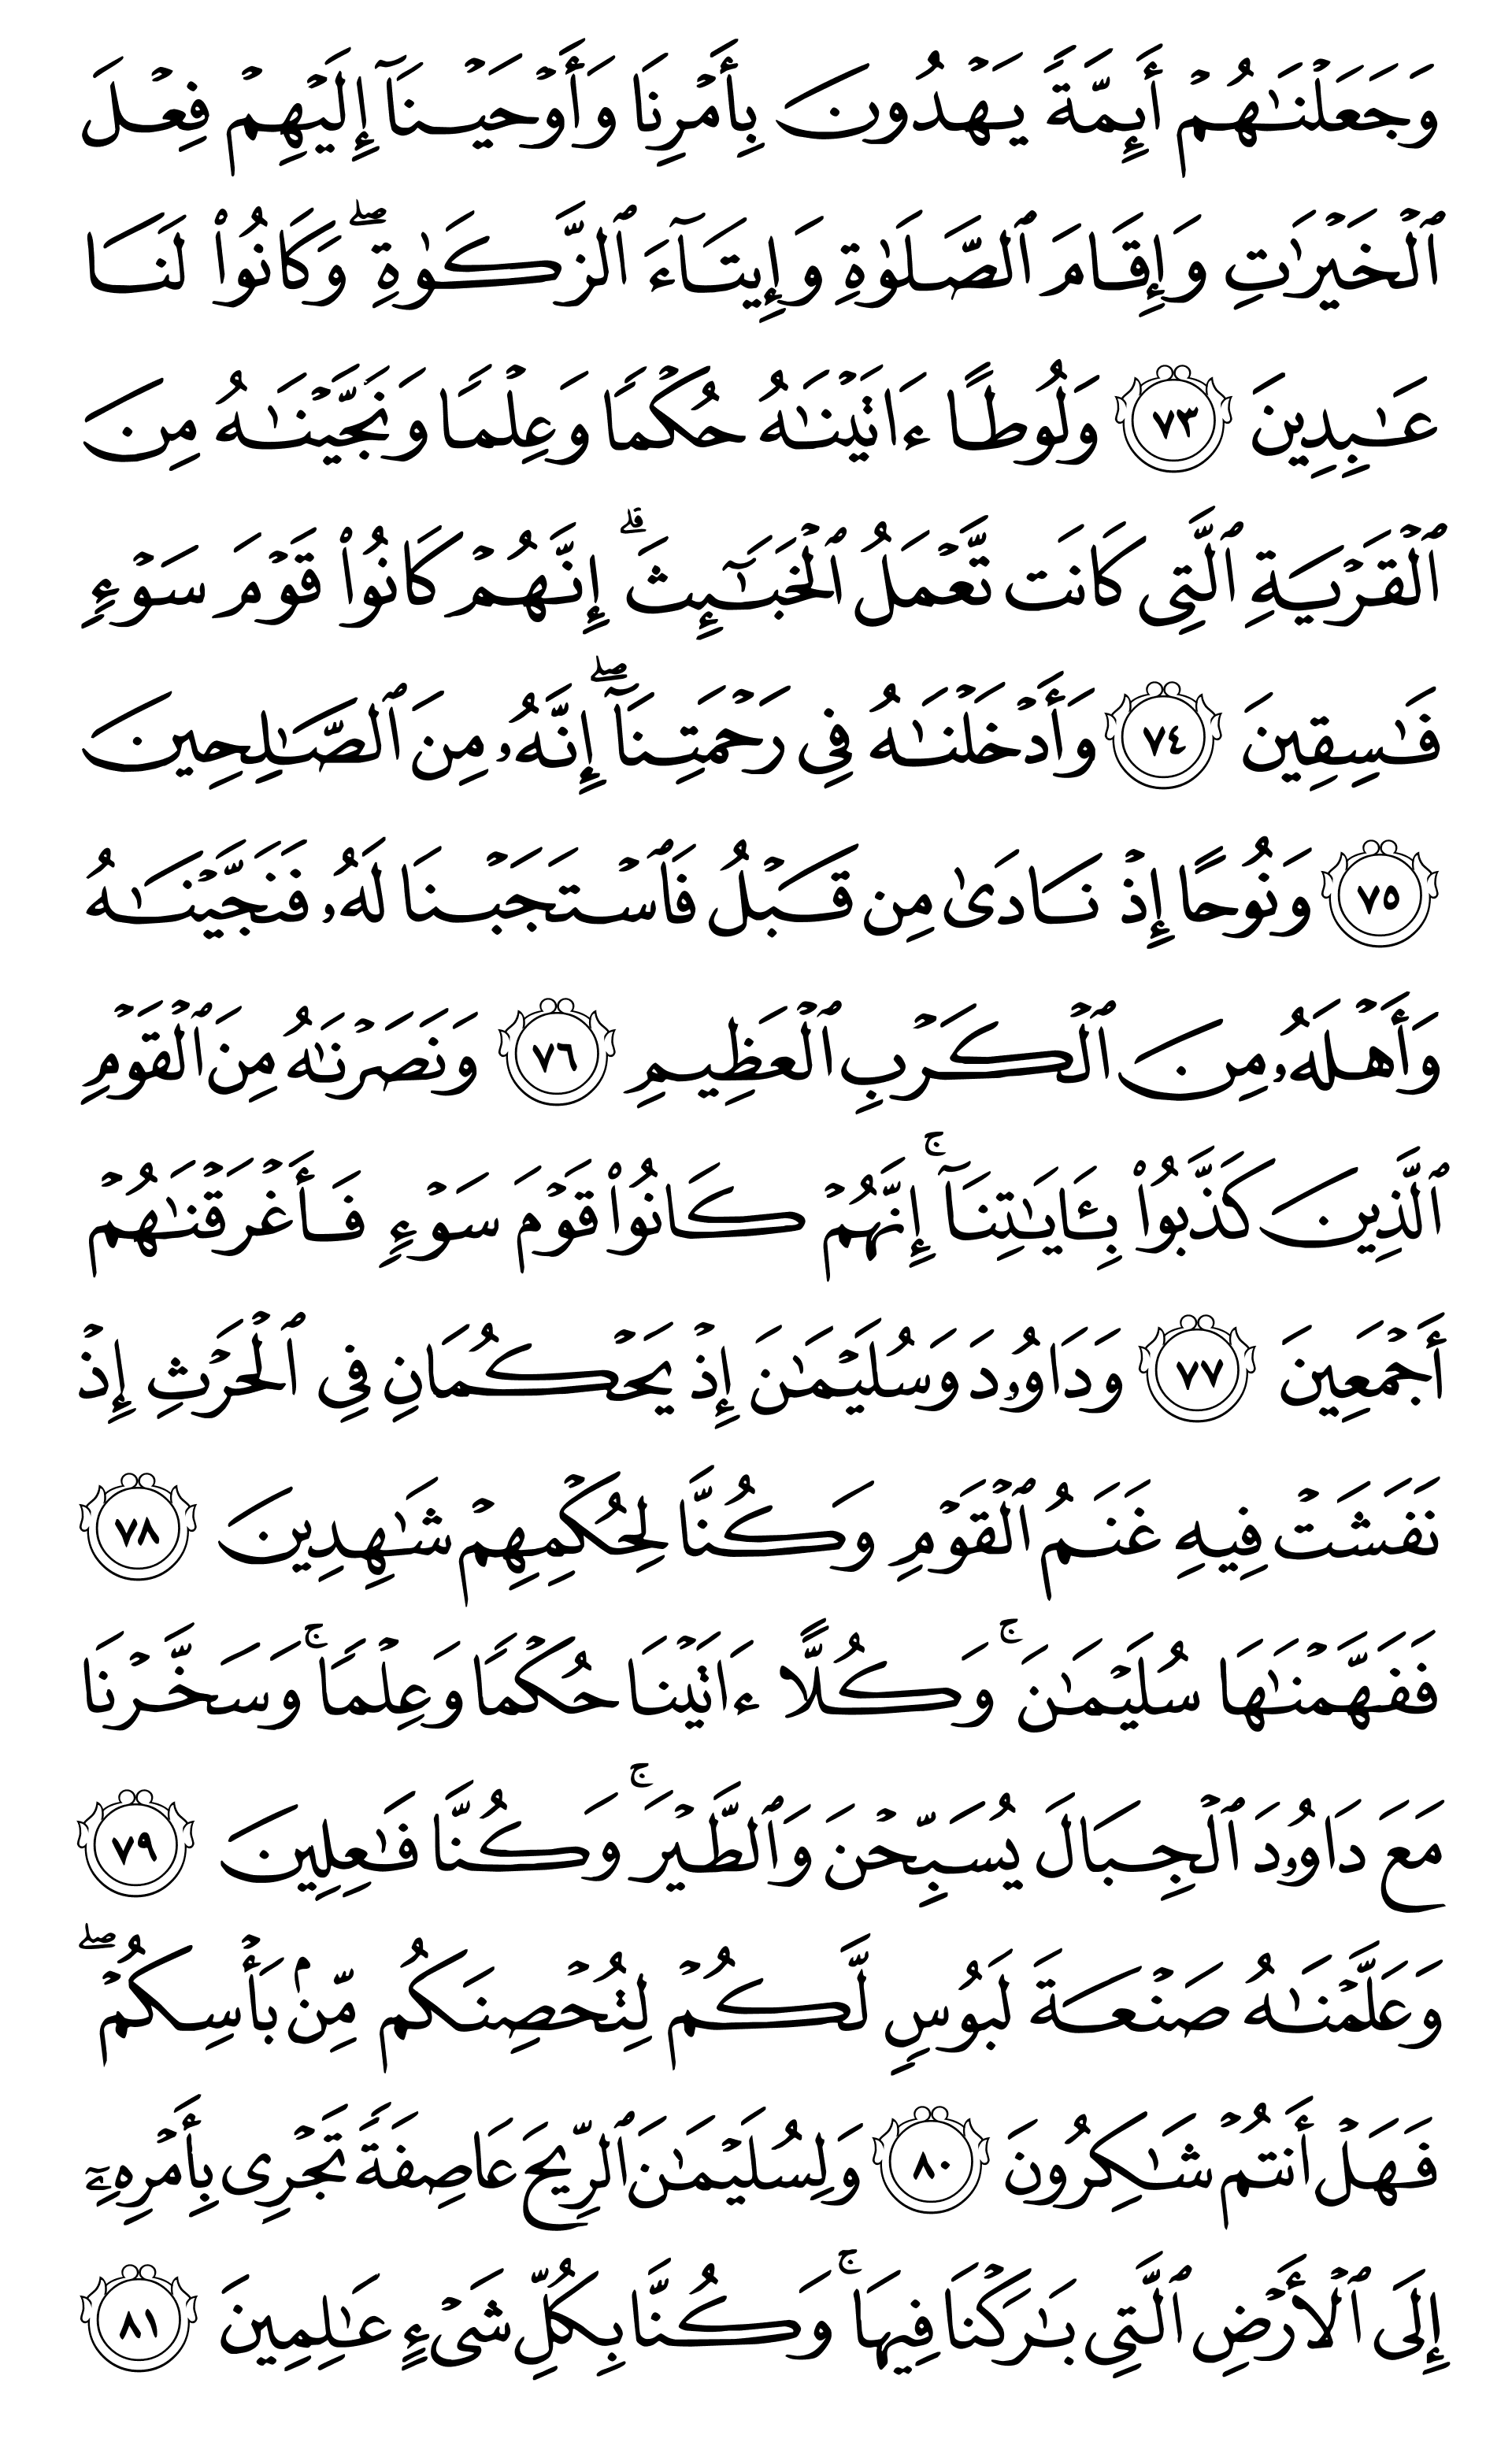 وَجَعَلْنَـٰهُمْ أَئِمَّةً يَهْدُونَ بِأَمْرِنَا وَأَوْحَيْنَآ إِلَيْهِمْ فِعْلَ
ٱلْخَيْرَٰتِ وَإِقَامَ ٱلصَّلَوٰةِ وَإِيتَآءَ ٱلزَّكَوٰةِ ۖ وَكَانُوا۟ لَنَا
عَـٰبِدِينَ ٧٣ وَلُوطًا ءَاتَيْنَـٰهُ حُكْمًا وَعِلْمًا وَنَجَّيْنَـٰهُ مِنَ
ٱلْقَرْيَةِ ٱلَّتِى كَانَت تَّعْمَلُ ٱلْخَبَـٰٓئِثَ ۗ إِنَّهُمْ كَانُوا۟ قَوْمَ سَوْءٍ
فَـٰسِقِينَ ٧٤ وَأَدْخَلْنَـٰهُ فِى رَحْمَتِنَآ ۖ إِنَّهُۥ مِنَ ٱلصَّـٰلِحِينَ
٧٥ وَنُوحًا إِذْ نَادَىٰ مِن قَبْلُ فَٱسْتَجَبْنَا لَهُۥ فَنَجَّيْنَـٰهُ
وَأَهْلَهُۥ مِنَ ٱلْكَرْبِ ٱلْعَظِيمِ ٧٦ وَنَصَرْنَـٰهُ مِنَ ٱلْقَوْمِ
ٱلَّذِينَ كَذَّبُوا۟ بِـَٔايَـٰتِنَآ ۚ إِنَّهُمْ كَانُوا۟ قَوْمَ سَوْءٍ فَأَغْرَقْنَـٰهُمْ
أَجْمَعِينَ ٧٧ وَدَاوُۥدَ وَسُلَيْمَـٰنَ إِذْ يَحْكُمَانِ فِى ٱلْحَرْثِ إِذْ
نَفَشَتْ فِيهِ غَنَمُ ٱلْقَوْمِ وَكُنَّا لِحُكْمِهِمْ شَـٰهِدِينَ ٧٨
فَفَهَّمْنَـٰهَا سُلَيْمَـٰنَ ۚ وَكُلًّا ءَاتَيْنَا حُكْمًا وَعِلْمًا ۚ وَسَخَّرْنَا
مَعَ دَاوُۥدَ ٱلْجِبَالَ يُسَبِّحْنَ وَٱلطَّيْرَ ۚ وَكُنَّا فَـٰعِلِينَ ٧٩
وَعَلَّمْنَـٰهُ صَنْعَةَ لَبُوسٍ لَّكُمْ لِتُحْصِنَكُم مِّنۢ بَأْسِكُمْ ۖ
فَهَلْ أَنتُمْ شَـٰكِرُونَ ٨٠ وَلِسُلَيْمَـٰنَ ٱلرِّيحَ عَاصِفَةً تَجْرِى بِأَمْرِهِۦٓ
إِلَى ٱلْأَرْضِ ٱلَّتِى بَـٰرَكْنَا فِيهَا ۚ وَكُنَّا بِكُلِّ شَىْءٍ عَـٰلِمِينَ ٨١